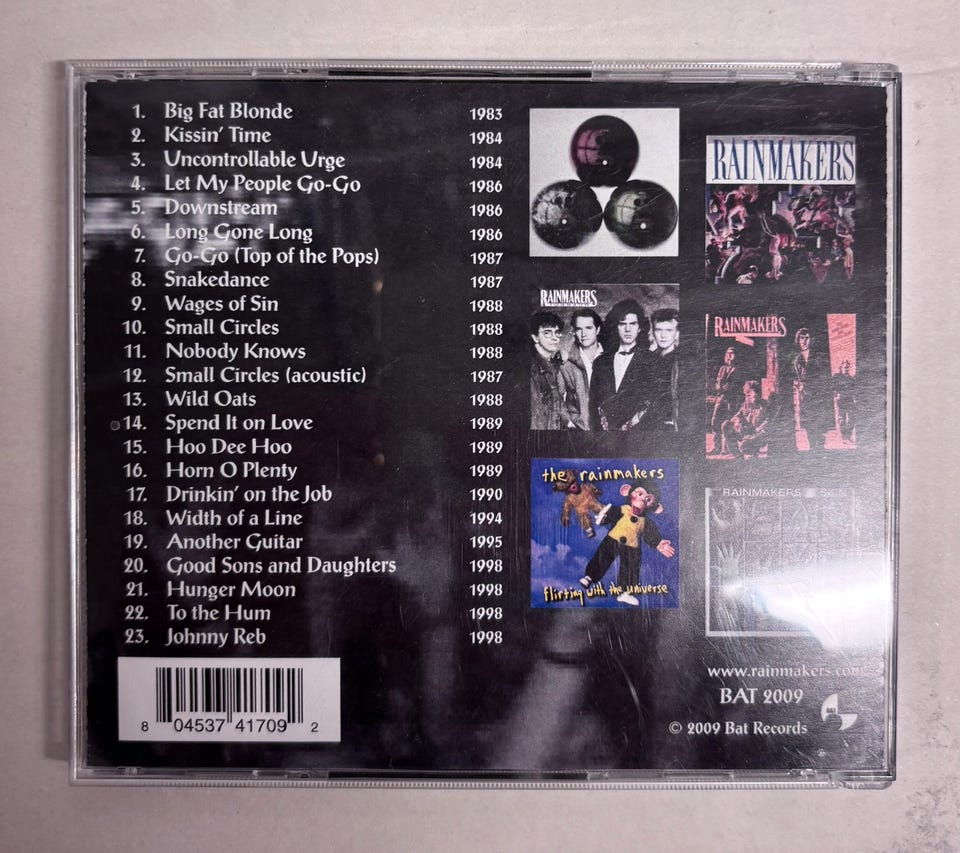 1. Big Fat Blonde 1983
2. Kissin' Time 1984
3. Uncontrollable Urge 1984
4. Let My People Go-Go 1986
5. Downstream 1986
6. Long Gone Long 1986
7. Go-Go (Top of the Pops) 1987
8. Snakedance 1987
9. Wages of Sin 1988
10. Small Circles 1988
11. Nobody Knows 1988
12. Small Circles (acoustic) 1987
13. Wild Oats 1988
14. Spend It on Love 1989
15. Hoo Dee Hoo 1989
16. Horn O Plenty 1989
17. Drinkin' on the Job 1990
18. Width of a Line 1994
19. Another Guitar 1995
20. Good Sons and Daughters 1998
21. Hunger Moon 1998
22. To the Hum 1998
23. Johnny Reb 1998
8 04537 41709 2
RAINMAKERS
RAINMAKERS
TORNADO
RAINMAKERS
the rainmakers
flirting with the universe
RAINMAKERS SKIN
www.rainmakers.com
BAT 2009
BAT
© 2009 Bat Records